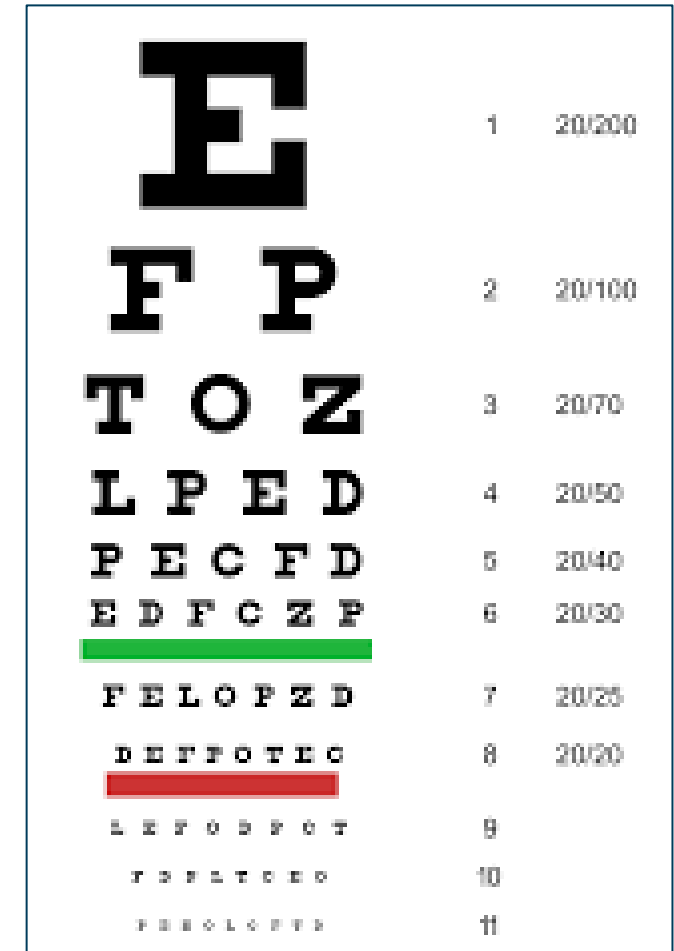 E 1 20/200
F P 2 20/100
T O Z 3 20/70
L P E D 4 20/50
P E C F D 5 20/40
E D F C Z P 6 20/30
F E L O P Z D 7 20/25
D E F P O T E C 8 20/20
9
10
11